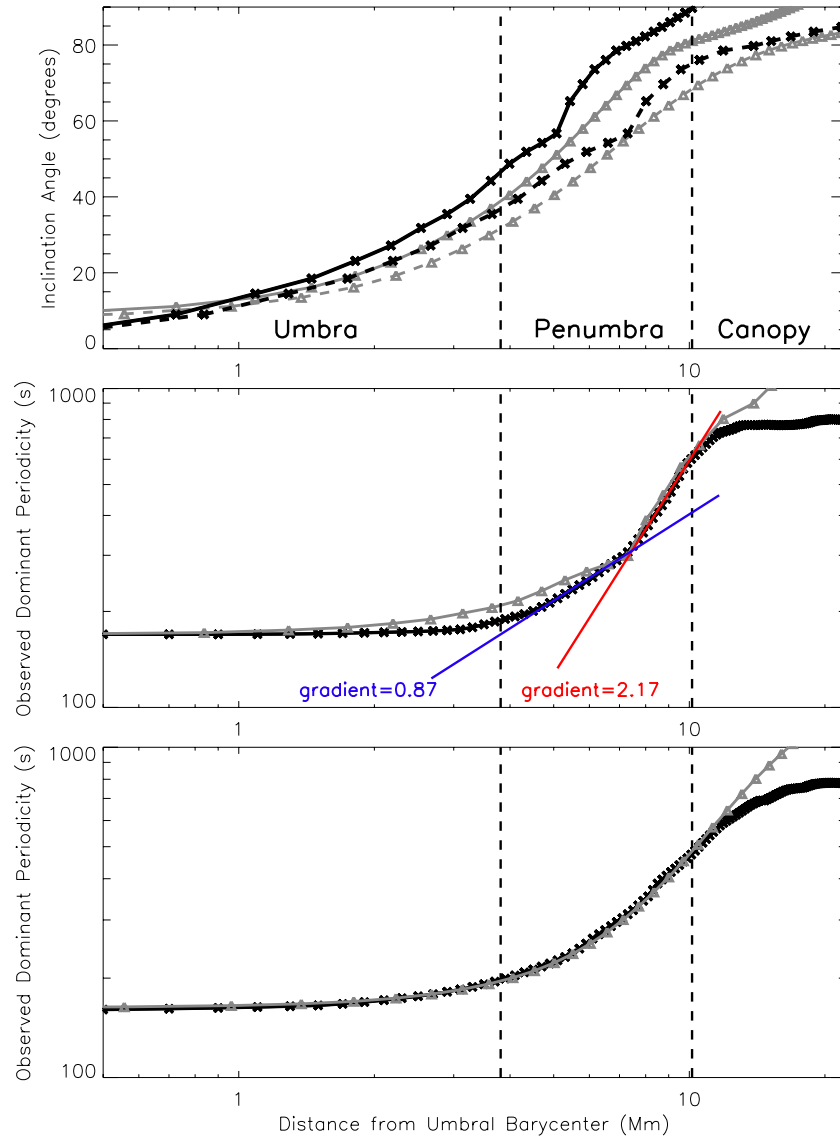 Inclination Angle (degrees)
80
60
40
20
0
Umbra
Penumbra
Canopy
1
10
Observed Dominant Periodicity (s)
1000
100
gradient=0.87
gradient=2.17
1
10
Observed Dominant Periodicity (s)
1000
100
1
10
Distance from Umbral Barycenter (Mm)